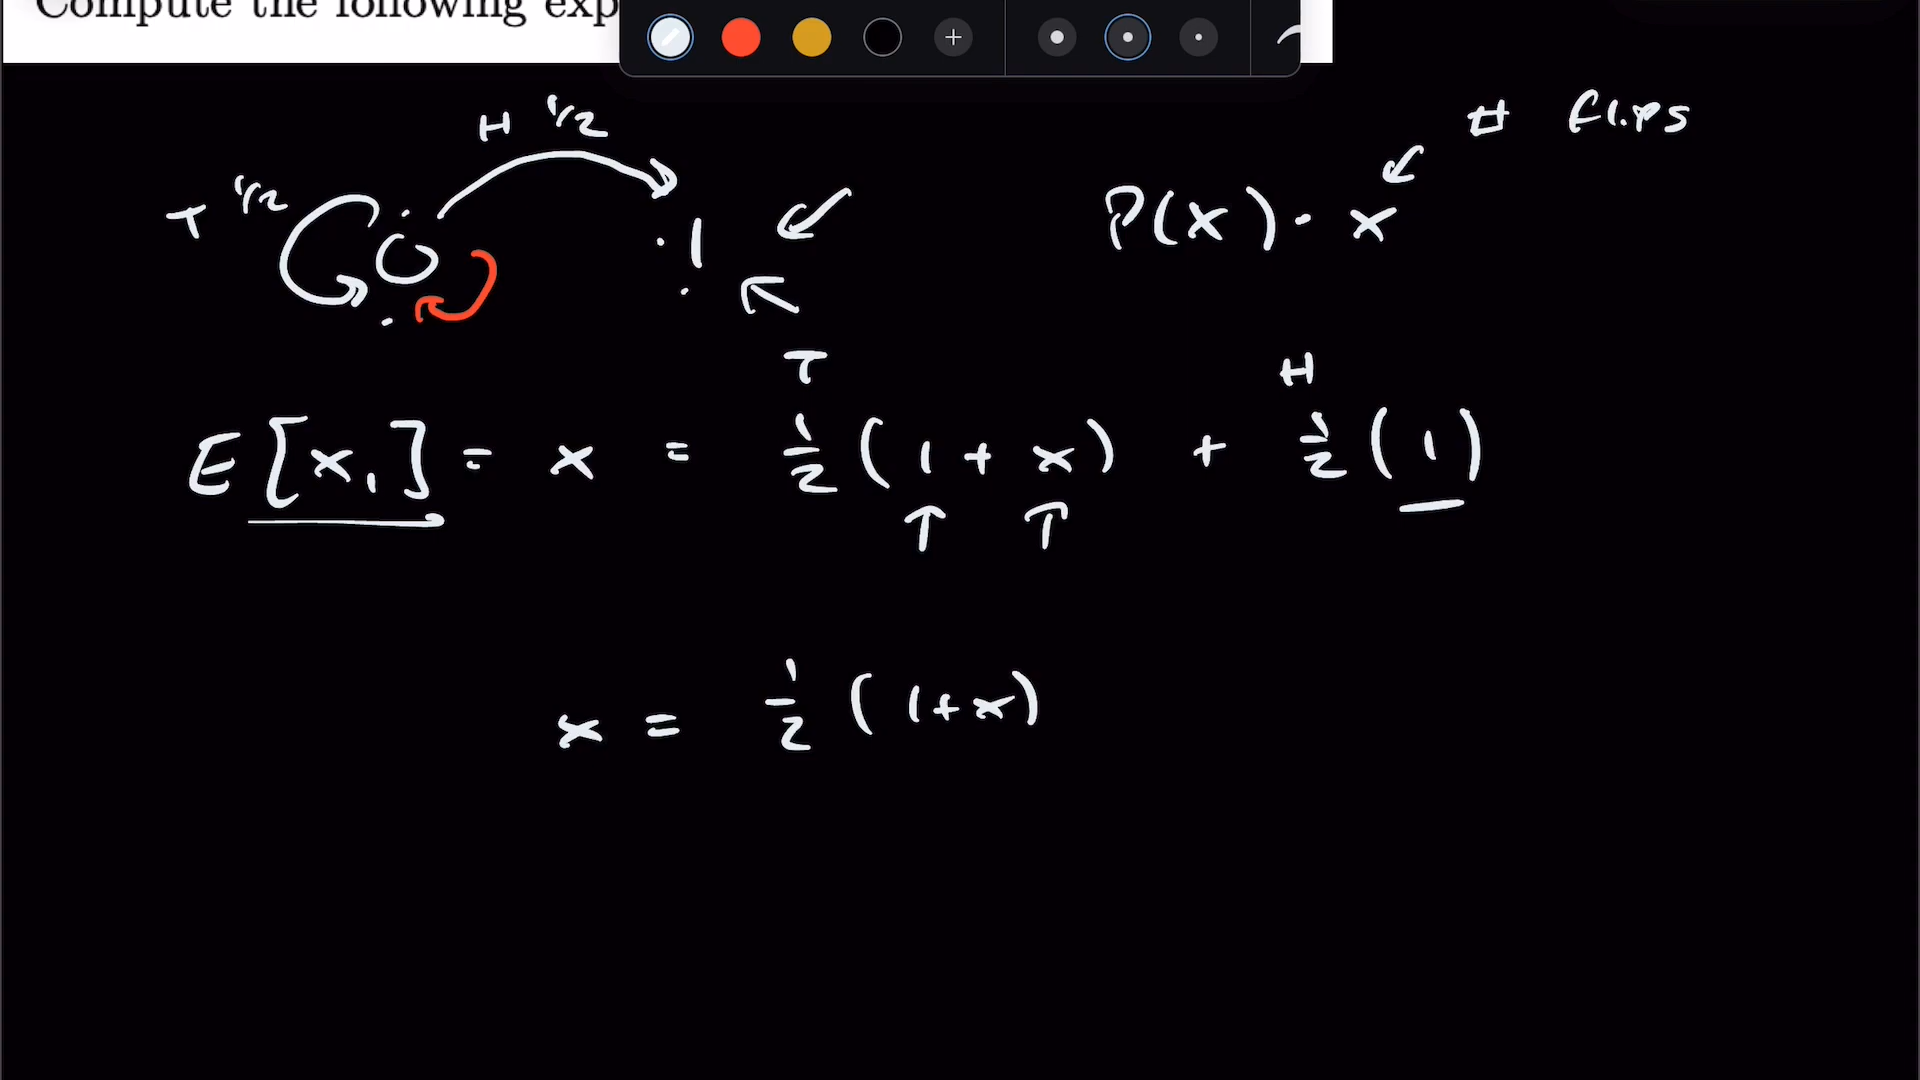 Compute the following exp
H 1/2
# flips
T 1/2
0
1
P(x) · x
T
H
E[x₁] = x = 1/2 (1 + x) + 1/2 (1)
x = 1/2 (1+x)